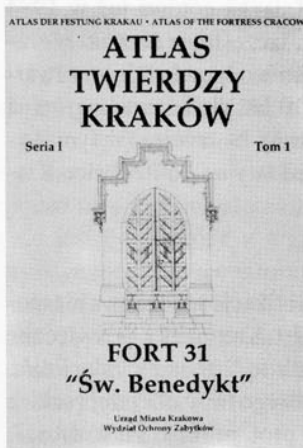 ATLAS DER FESTUNG KRAKAU • ATLAS OF THE FORTRESS CRACOW
ATLAS
TWIERDZY
KRAKÓW
Seria I Tom 1
FORT 31
"Św. Benedykt"
Urząd Miasta Krakowa
Wydział Ochrony Zabytków